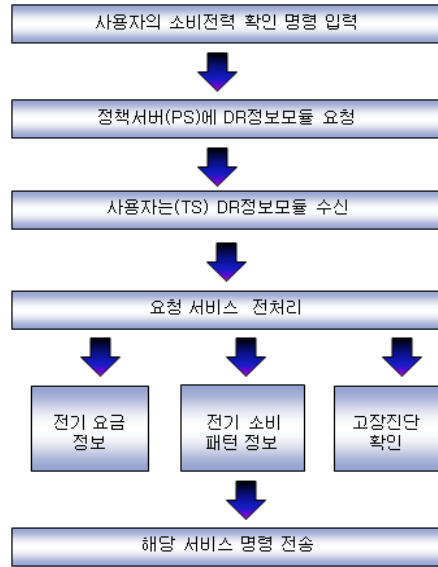 사용자의 소비전력 확인 명령 입력
정책서버(PS)에 DR정보모듈 요청
사용자는(TS) DR정보모듈 수신
요청 서비스 전처리
전기 요금
정보
전기 소비
패턴 정보
고장진단
확인
해당 서비스 명령 전송